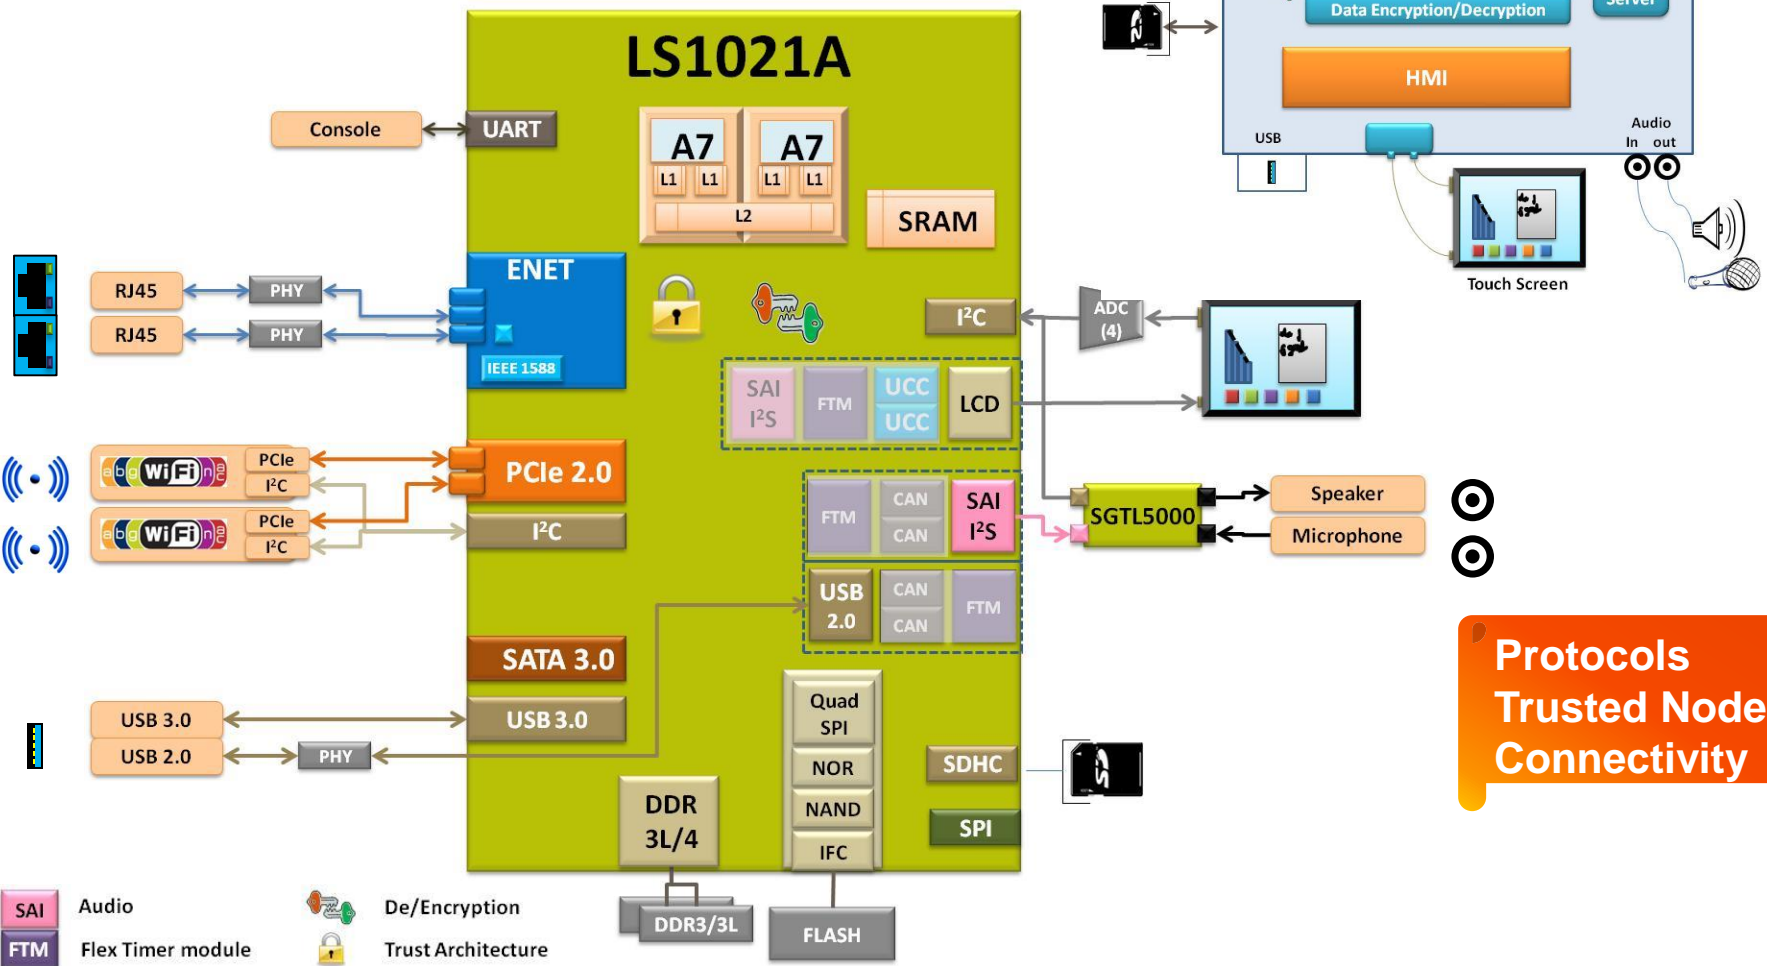 LS1021A
Console
UART
A7
A7
L1
L1
L1
L1
L2
SRAM
Data Encryption/Decryption
Server
HMI
USB
Audio
In out
Touch Screen
RJ45
PHY
RJ45
PHY
ENET
IEEE 1588
I²C
ADC
(4)
SAI
I²S
FTM
UCC
UCC
LCD
a b g WiFi n
PCIe
I²C
a b g WiFi n
PCIe
I²C
PCIe 2.0
I²C
FTM
CAN
CAN
SAI
I²S
SGTL5000
Speaker
Microphone
USB
2.0
CAN
CAN
FTM
SATA 3.0
USB 3.0
USB 2.0
PHY
USB 3.0
Quad
SPI
NOR
NAND
IFC
SDHC
SPI
DDR
3L/4
DDR3/3L
FLASH
Protocols
Trusted Node
Connectivity
SAI Audio
FTM Flex Timer module
De/Encryption
Trust Architecture